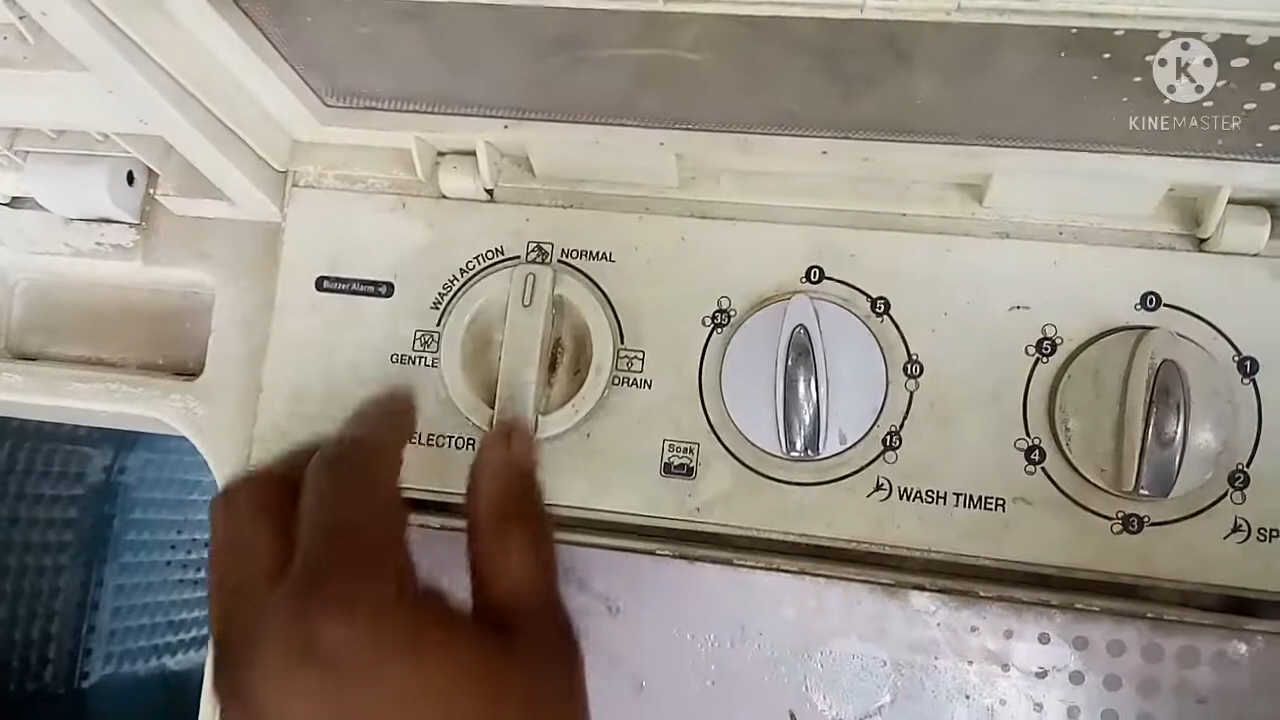 K
KINEMASTER
Buzzer Alarm
WASH ACTION
NORMAL
GENTLE
DRAIN
ELECTOR
0
5
10
15
35
Soak
WASH TIMER
0
1
2
3
4
5
SP